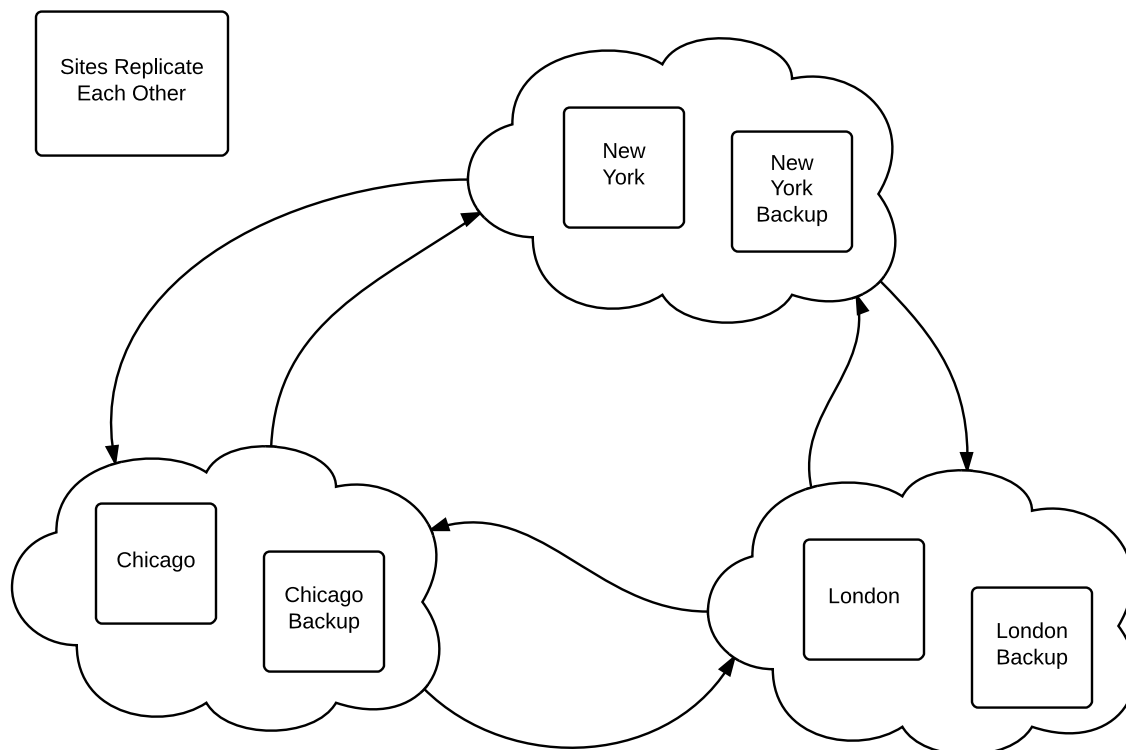 Sites Replicate
Each Other
New
York
New
York
Backup
Chicago
Chicago
Backup
London
London
Backup